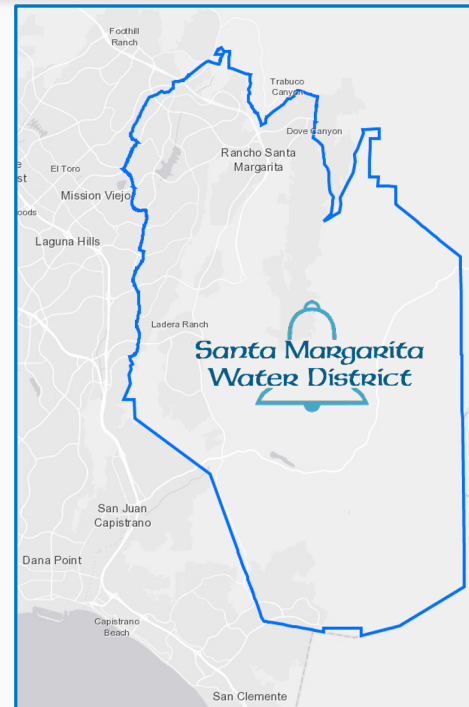 Foothill
Ranch
Trabuco
Canyon
Dove Canyon
Rancho Santa
Margarita
El Toro
Mission Viejo
Laguna Hills
Ladera Ranch
Santa Margarita
Water District
San Juan
Capistrano
Dana Point
Capistrano
Beach
San Clemente